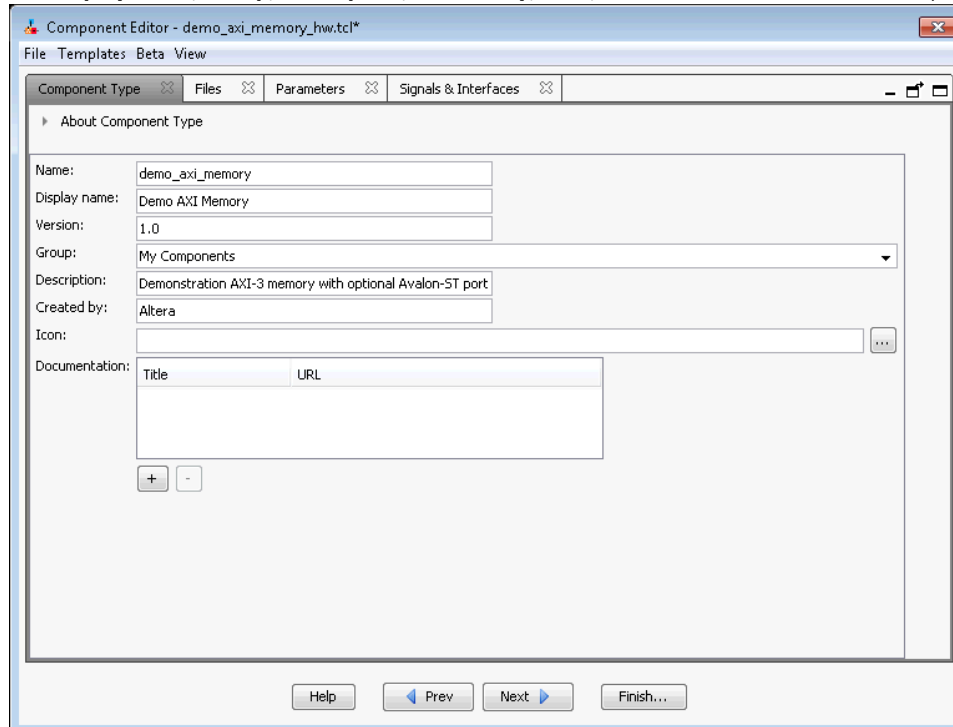 Component Editor - demo_axi_memory_hw.tcl*
File Templates Beta View
Component Type Files Parameters Signals & Interfaces
About Component Type
Name: demo_axi_memory
Display name: Demo AXI Memory
Version: 1.0
Group: My Components
Description: Demonstration AXI-3 memory with optional Avalon-ST port
Created by: Altera
Icon: ...
Documentation: Title URL
+ -
Help Prev Next Finish...